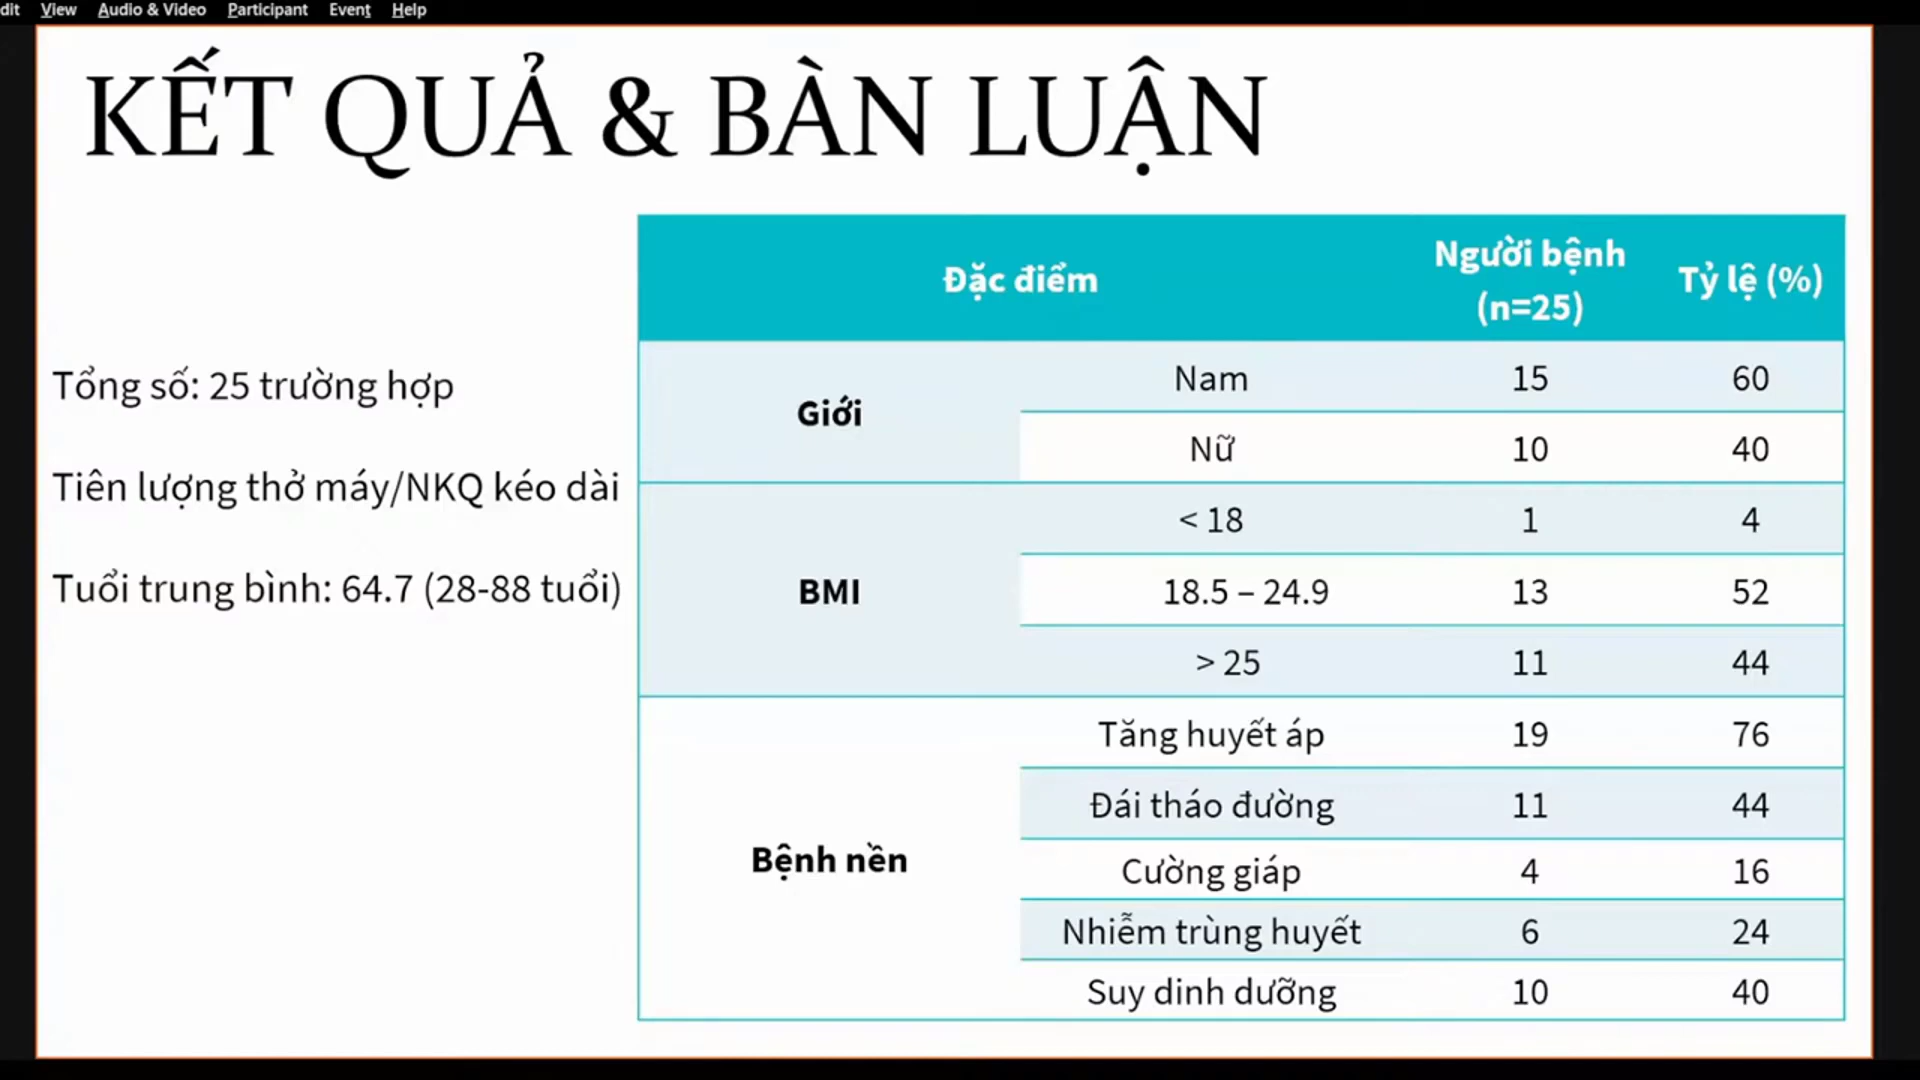 dit View Audio & Video Participant Event Help
KẾT QUẢ & BÀN LUẬN
Tổng số: 25 trường hợp
Tiên lượng thở máy/NKQ kéo dài
Tuổi trung bình: 64.7 (28-88 tuổi)
Đặc điểm Người bệnh (n=25) Tỷ lệ (%)
Giới Nam 15 60
Nữ 10 40
BMI < 18 1 4
18.5 – 24.9 13 52
> 25 11 44
Bệnh nền Tăng huyết áp 19 76
Đái tháo đường 11 44
Cường giáp 4 16
Nhiễm trùng huyết 6 24
Suy dinh dưỡng 10 40